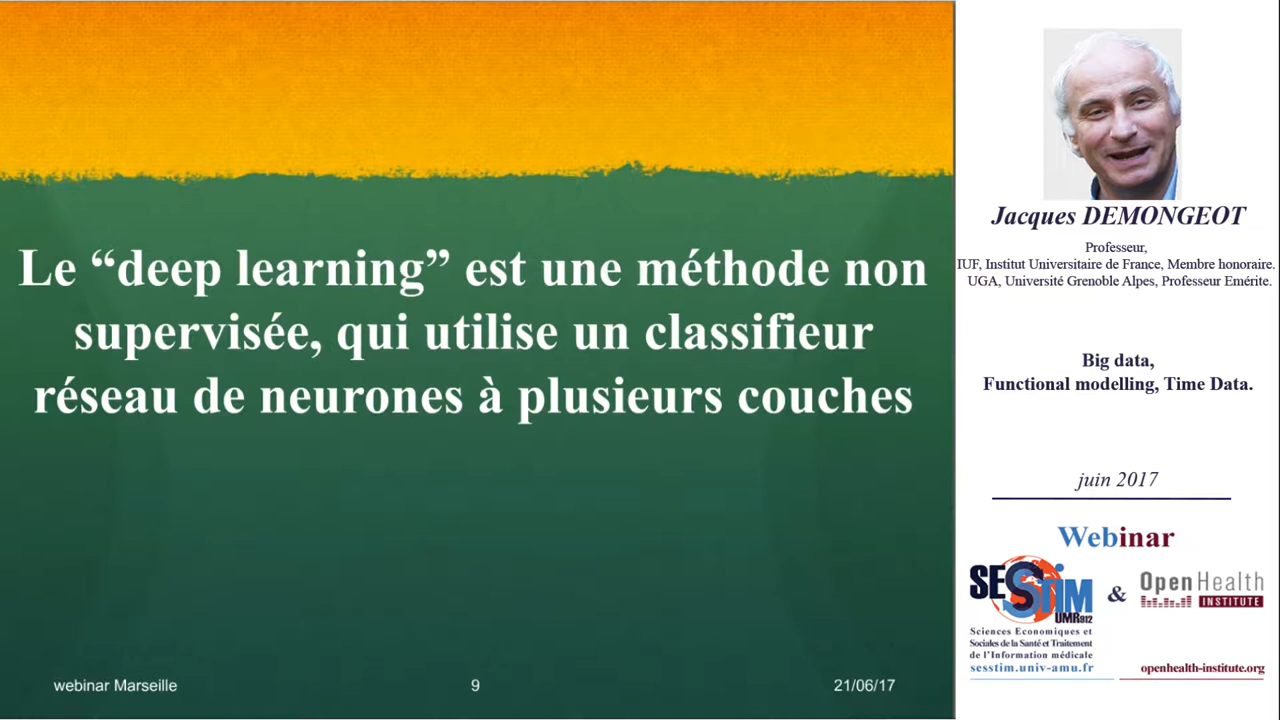 Le “deep learning” est une méthode non
supervisée, qui utilise un classifieur
réseau de neurones à plusieurs couches
webinar Marseille
9
21/06/17
Jacques DEMONGEOT
Professeur,
IUF, Institut Universitaire de France, Membre honoraire.
UGA, Université Grenoble Alpes, Professeur Emérite.
Big data,
Functional modelling, Time Data.
juin 2017
Webinar
SESSTIM
UMR912
Sciences Economiques et
Sociales de la Santé et Traitement
de l'Information médicale
sesstim.univ-amu.fr
&
OpenHealth
INSTITUTE
openhealth-institute.org